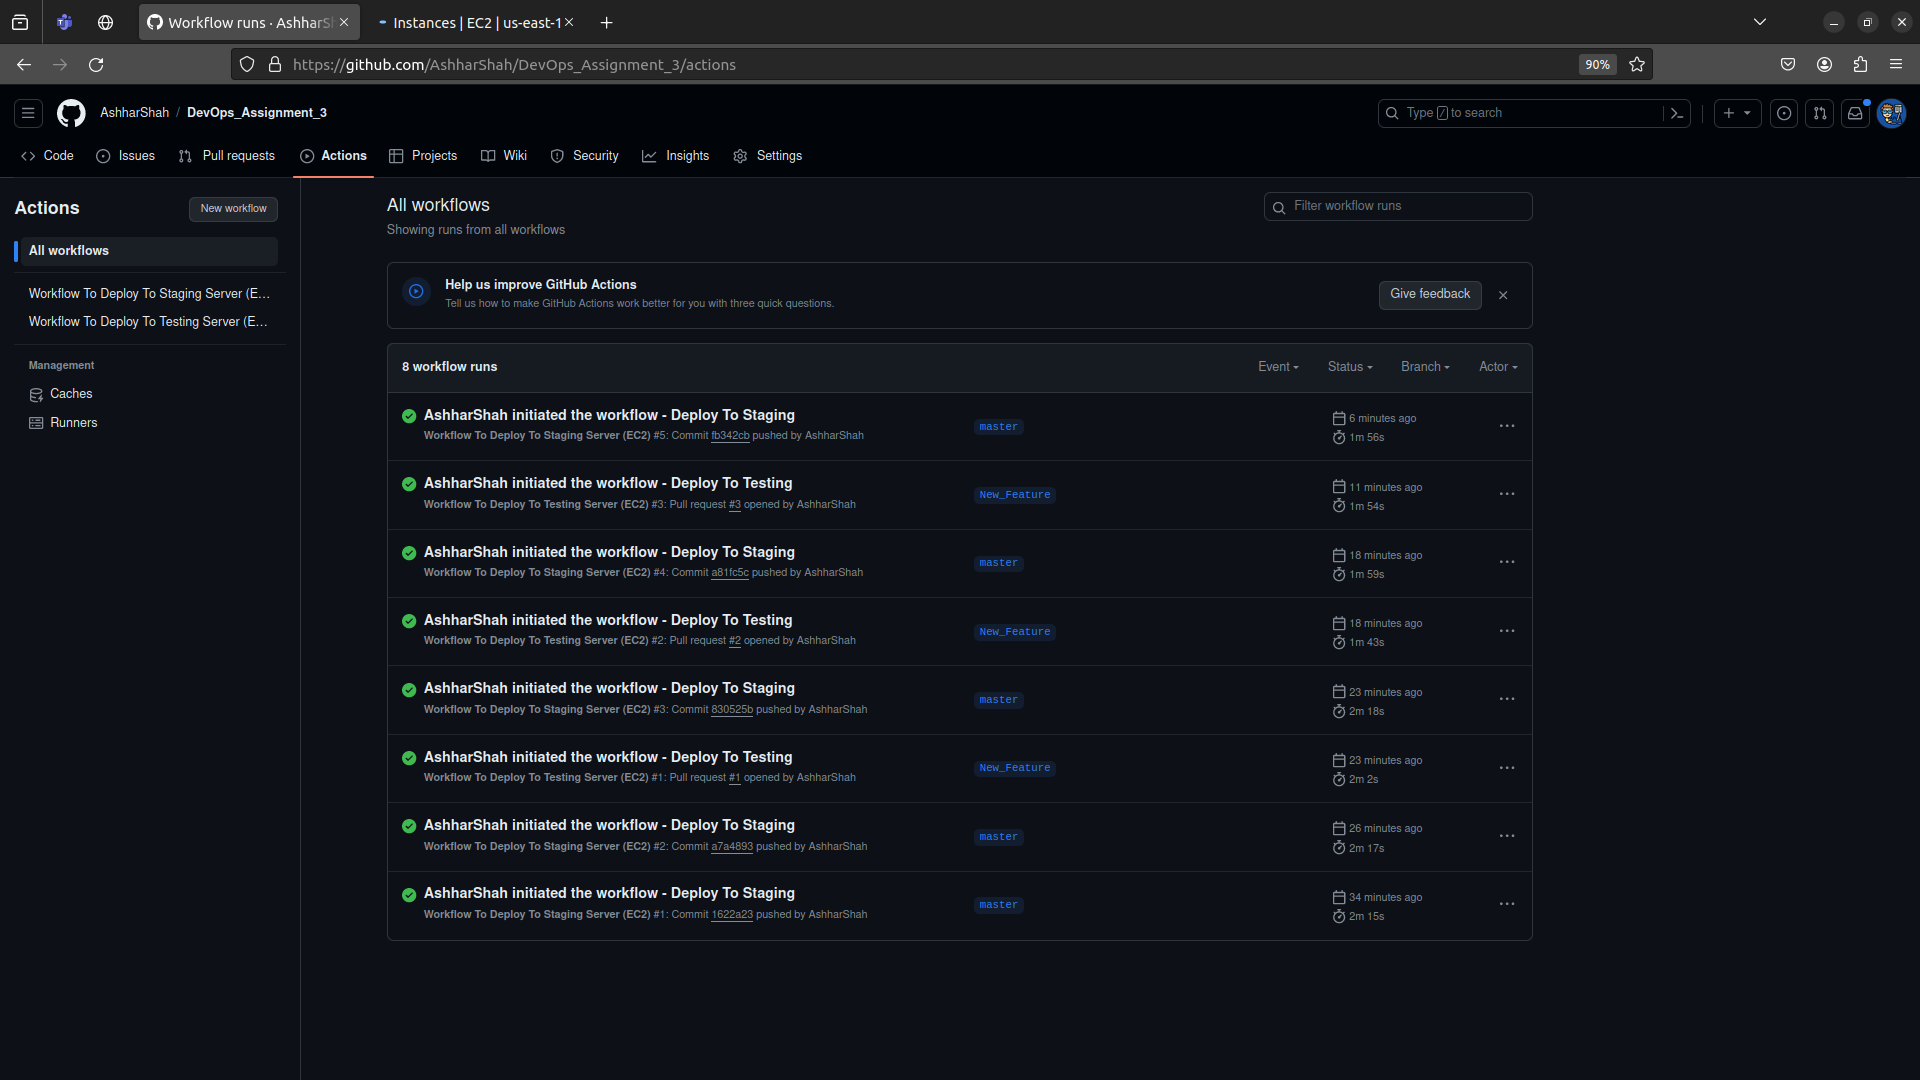 Workflow runs · AshharS
Instances | EC2 | us-east-1
https://github.com/AshharShah/DevOps_Assignment_3/actions
90%
AshharShah / DevOps_Assignment_3
Type / to search
Code
Issues
Pull requests
Actions
Projects
Wiki
Security
Insights
Settings
Actions
New workflow
All workflows
Workflow To Deploy To Staging Server (E...
Workflow To Deploy To Testing Server (E...
Management
Caches
Runners
All workflows
Showing runs from all workflows
Filter workflow runs
Help us improve GitHub Actions
Tell us how to make GitHub Actions work better for you with three quick questions.
Give feedback
8 workflow runs
Event
Status
Branch
Actor
AshharShah initiated the workflow - Deploy To Staging
Workflow To Deploy To Staging Server (EC2) #5: Commit fb342cb pushed by AshharShah
master
6 minutes ago
1m 56s
AshharShah initiated the workflow - Deploy To Testing
Workflow To Deploy To Testing Server (EC2) #3: Pull request #3 opened by AshharShah
New_Feature
11 minutes ago
1m 54s
AshharShah initiated the workflow - Deploy To Staging
Workflow To Deploy To Staging Server (EC2) #4: Commit a81fc5c pushed by AshharShah
master
18 minutes ago
1m 59s
AshharShah initiated the workflow - Deploy To Testing
Workflow To Deploy To Testing Server (EC2) #2: Pull request #2 opened by AshharShah
New_Feature
18 minutes ago
1m 43s
AshharShah initiated the workflow - Deploy To Staging
Workflow To Deploy To Staging Server (EC2) #3: Commit 830525b pushed by AshharShah
master
23 minutes ago
2m 18s
AshharShah initiated the workflow - Deploy To Testing
Workflow To Deploy To Testing Server (EC2) #1: Pull request #1 opened by AshharShah
New_Feature
23 minutes ago
2m 2s
AshharShah initiated the workflow - Deploy To Staging
Workflow To Deploy To Staging Server (EC2) #2: Commit a7a4893 pushed by AshharShah
master
26 minutes ago
2m 17s
AshharShah initiated the workflow - Deploy To Staging
Workflow To Deploy To Staging Server (EC2) #1: Commit 1622a23 pushed by AshharShah
master
34 minutes ago
2m 15s